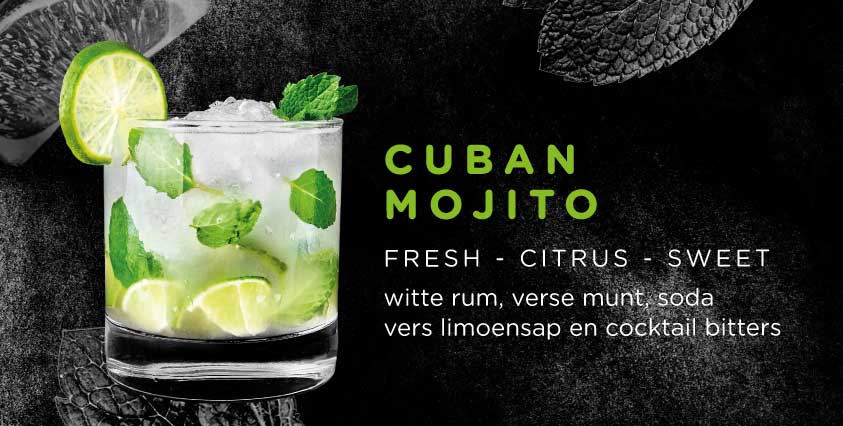 CUBAN
MOJITO
FRESH - CITRUS - SWEET
witte rum, verse munt, soda
vers limoensap en cocktail bitters